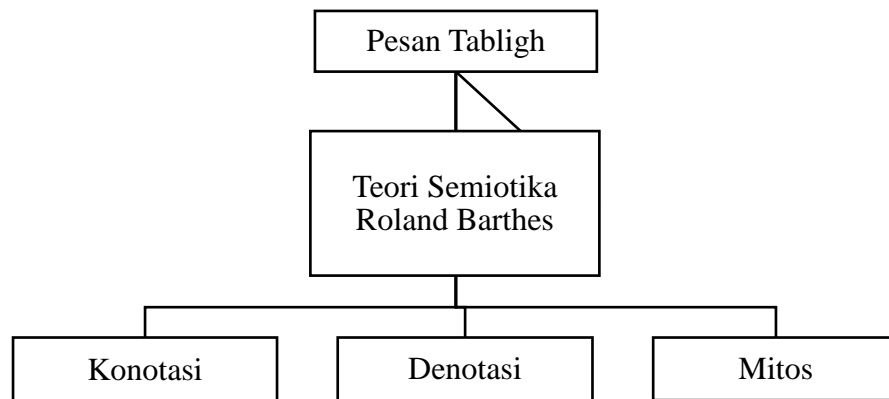 Pesan Tabligh
Teori Semiotika
Roland Barthes
Konotasi
Denotasi
Mitos